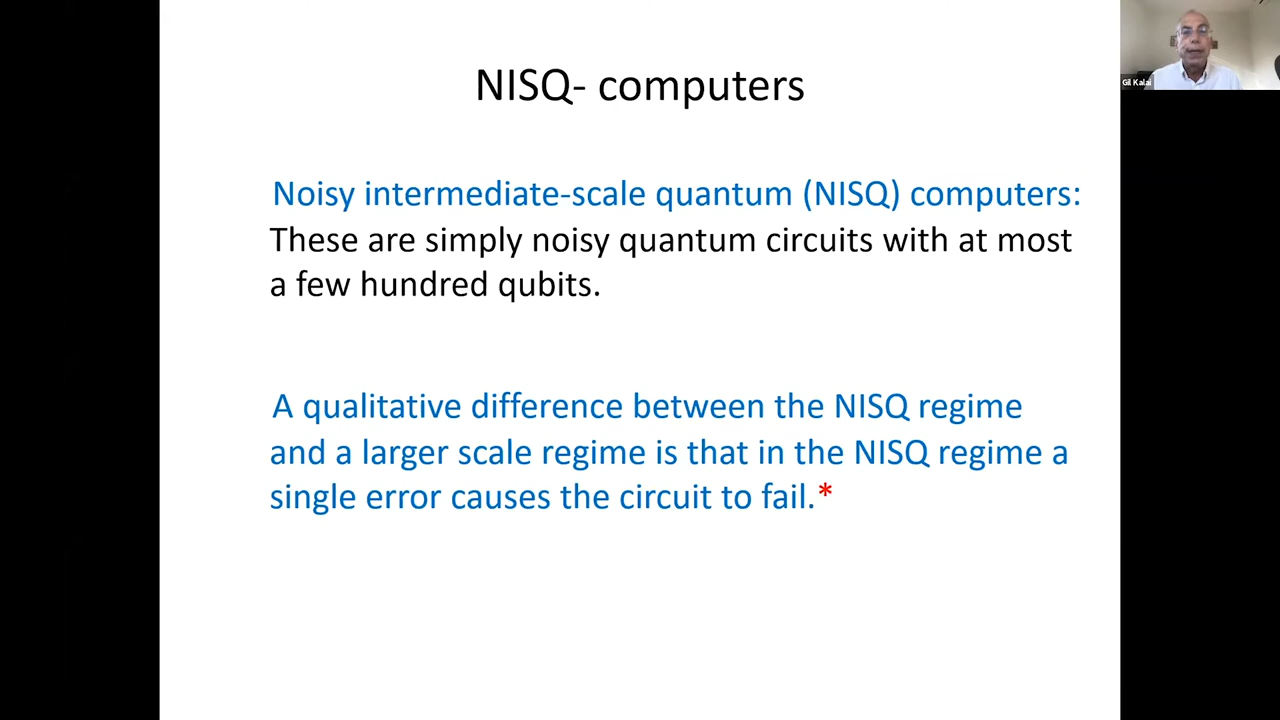 NISQ- computers
Gil Kalai
Noisy intermediate-scale quantum (NISQ) computers:
These are simply noisy quantum circuits with at most
a few hundred qubits.
A qualitative difference between the NISQ regime
and a larger scale regime is that in the NISQ regime a
single error causes the circuit to fail.*